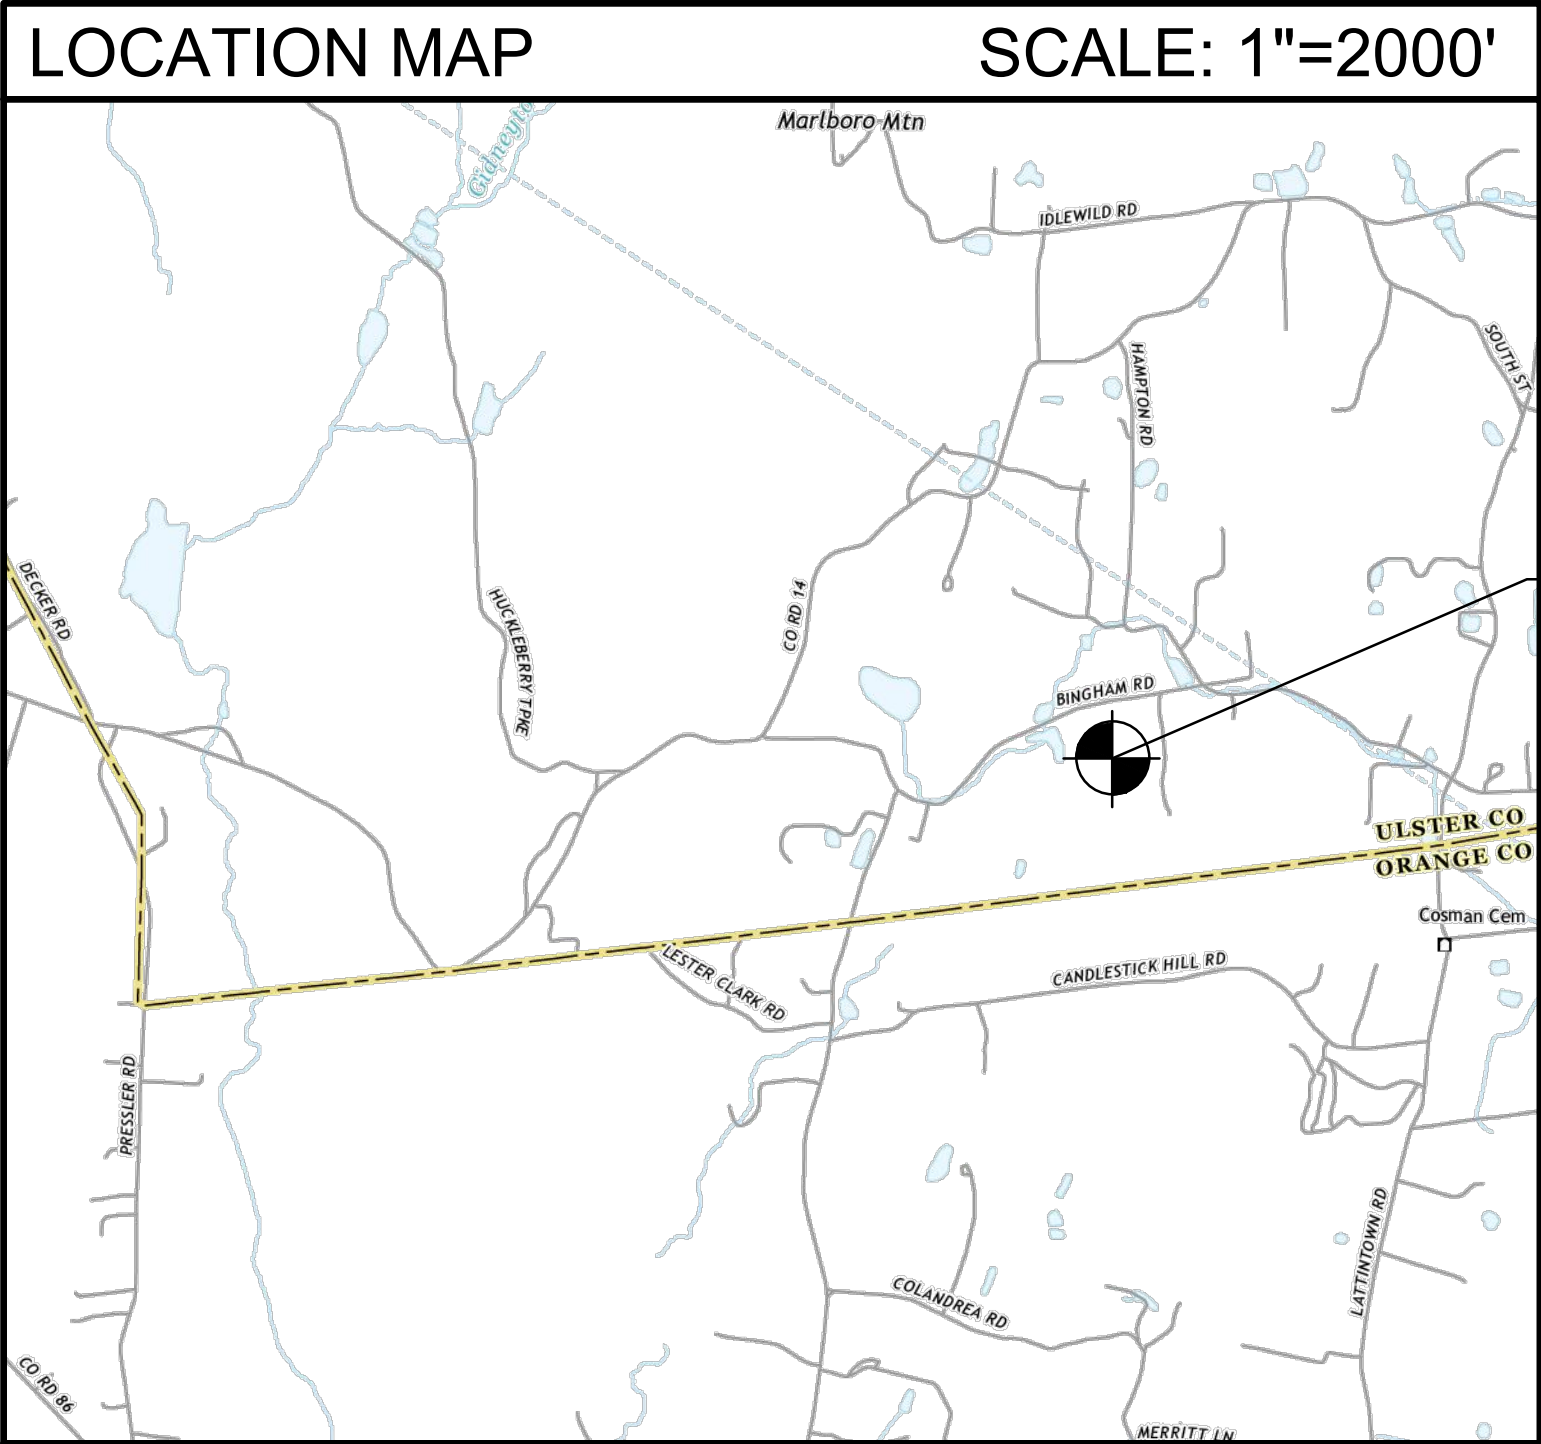 LOCATION MAP SCALE: 1"=2000'
Marlboro Mtn
IDLEWILD RD
SOUTH ST
HAMPTON RD
DECKER RD
HUCKLEBERRY TPKE
CO RD 14
BINGHAM RD
ULSTER CO
ORANGE CO
Cosman Cem
LESTER CLARK RD
CANDLESTICK HILL RD
PRESSLER RD
LATTINTOWN RD
COLANDREA RD
CO RD 86
MERRITT LN